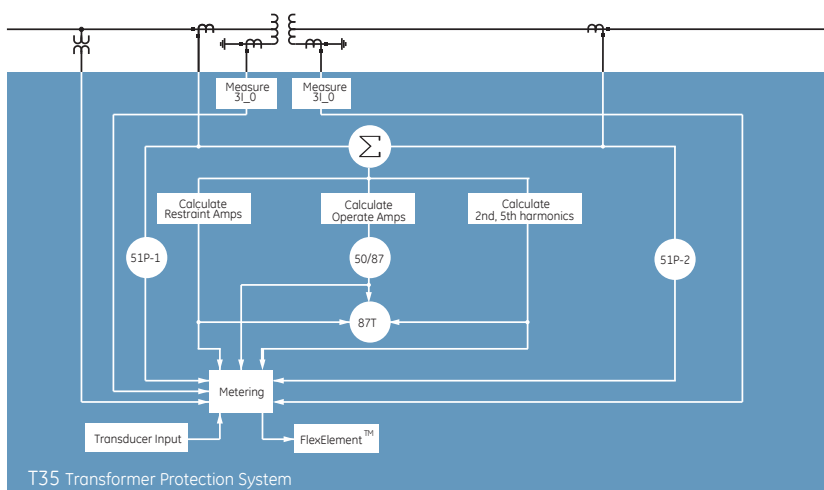 Measure
3I_0
Measure
3I_0
Σ
Calculate
Restraint Amps
Calculate
Operate Amps
Calculate
2nd, 5th harmonics
51P-1
50/87
51P-2
87T
Metering
Transducer Input
FlexElement™
T35 Transformer Protection System